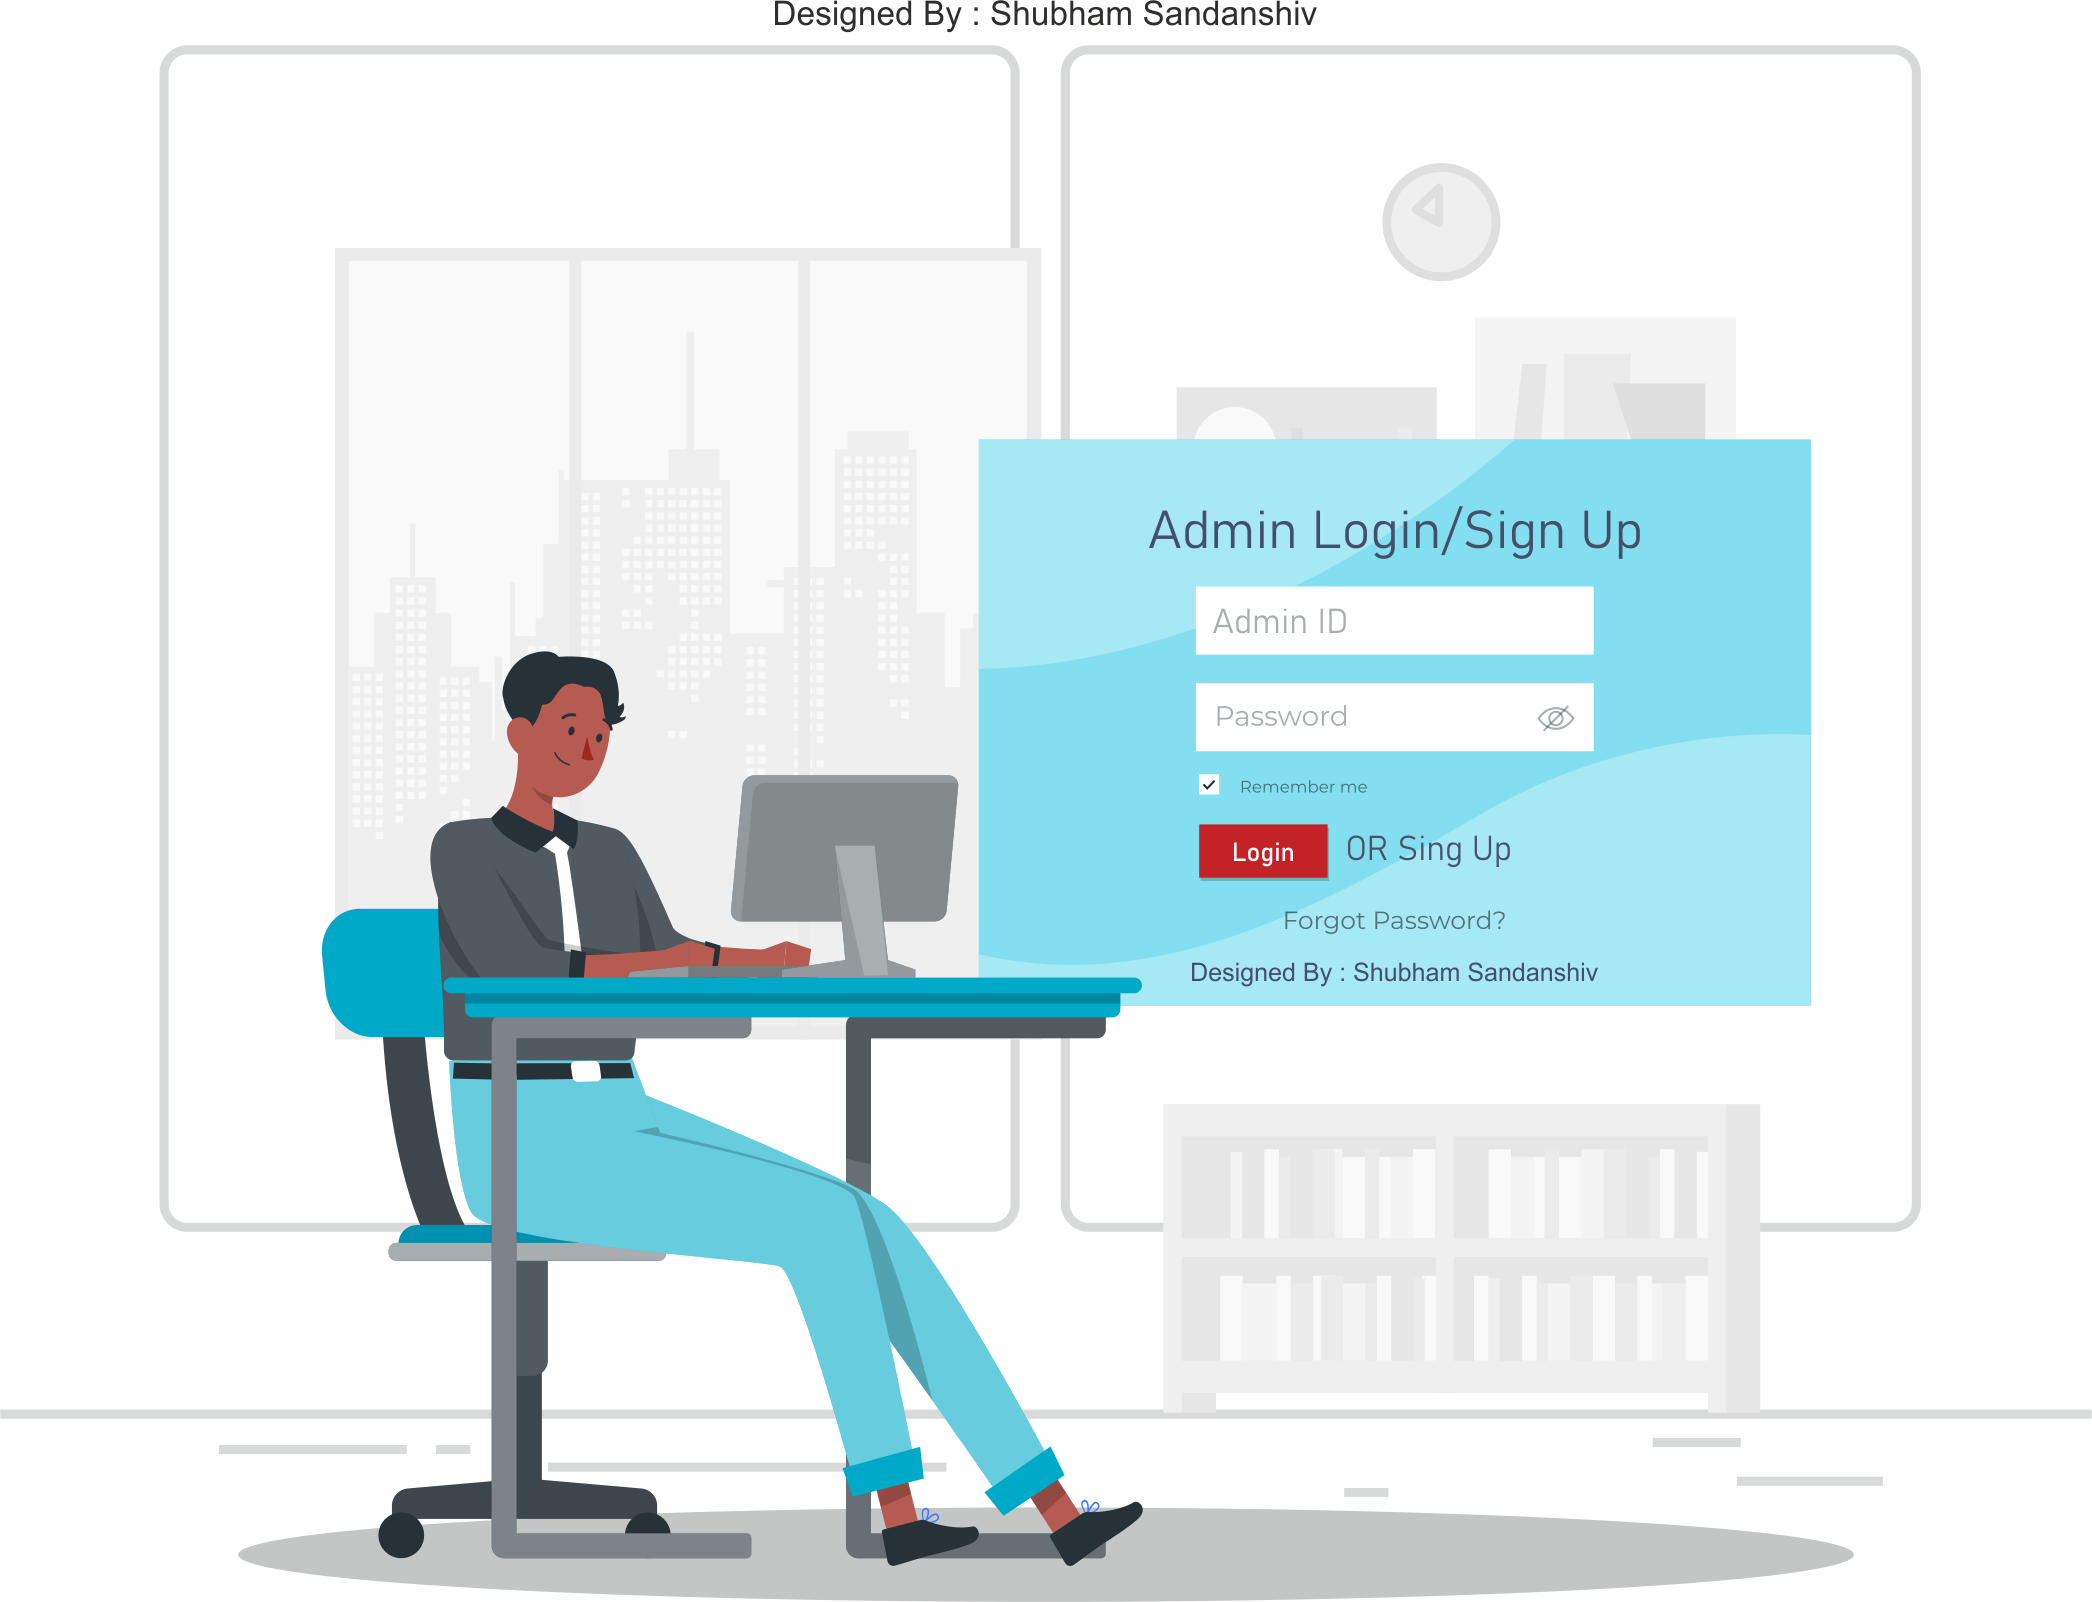 Designed By : Shubham Sandanshiv
Admin Login/Sign Up
Admin ID
Password
Remember me
Login OR Sing Up
Forgot Password?
Designed By : Shubham Sandanshiv